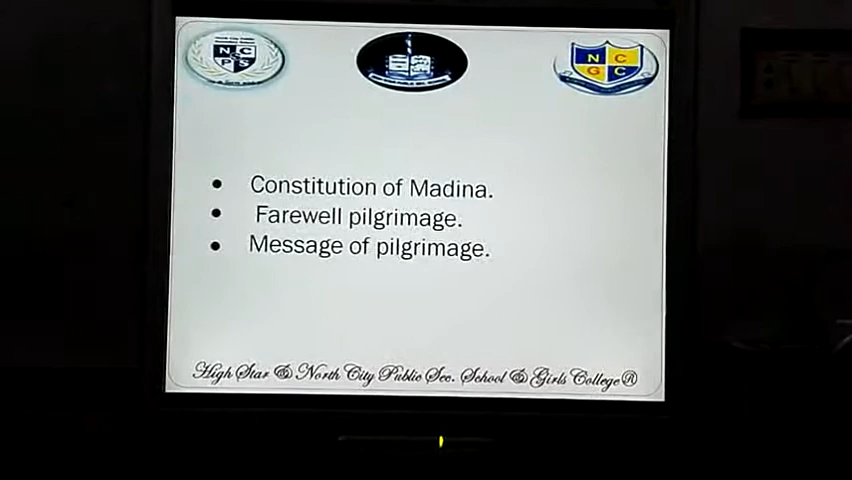 N C
P S
N C
G C
• Constitution of Madina.
• Farewell pilgrimage.
• Message of pilgrimage.
High Star & North City Public Sec. School & Girls College®